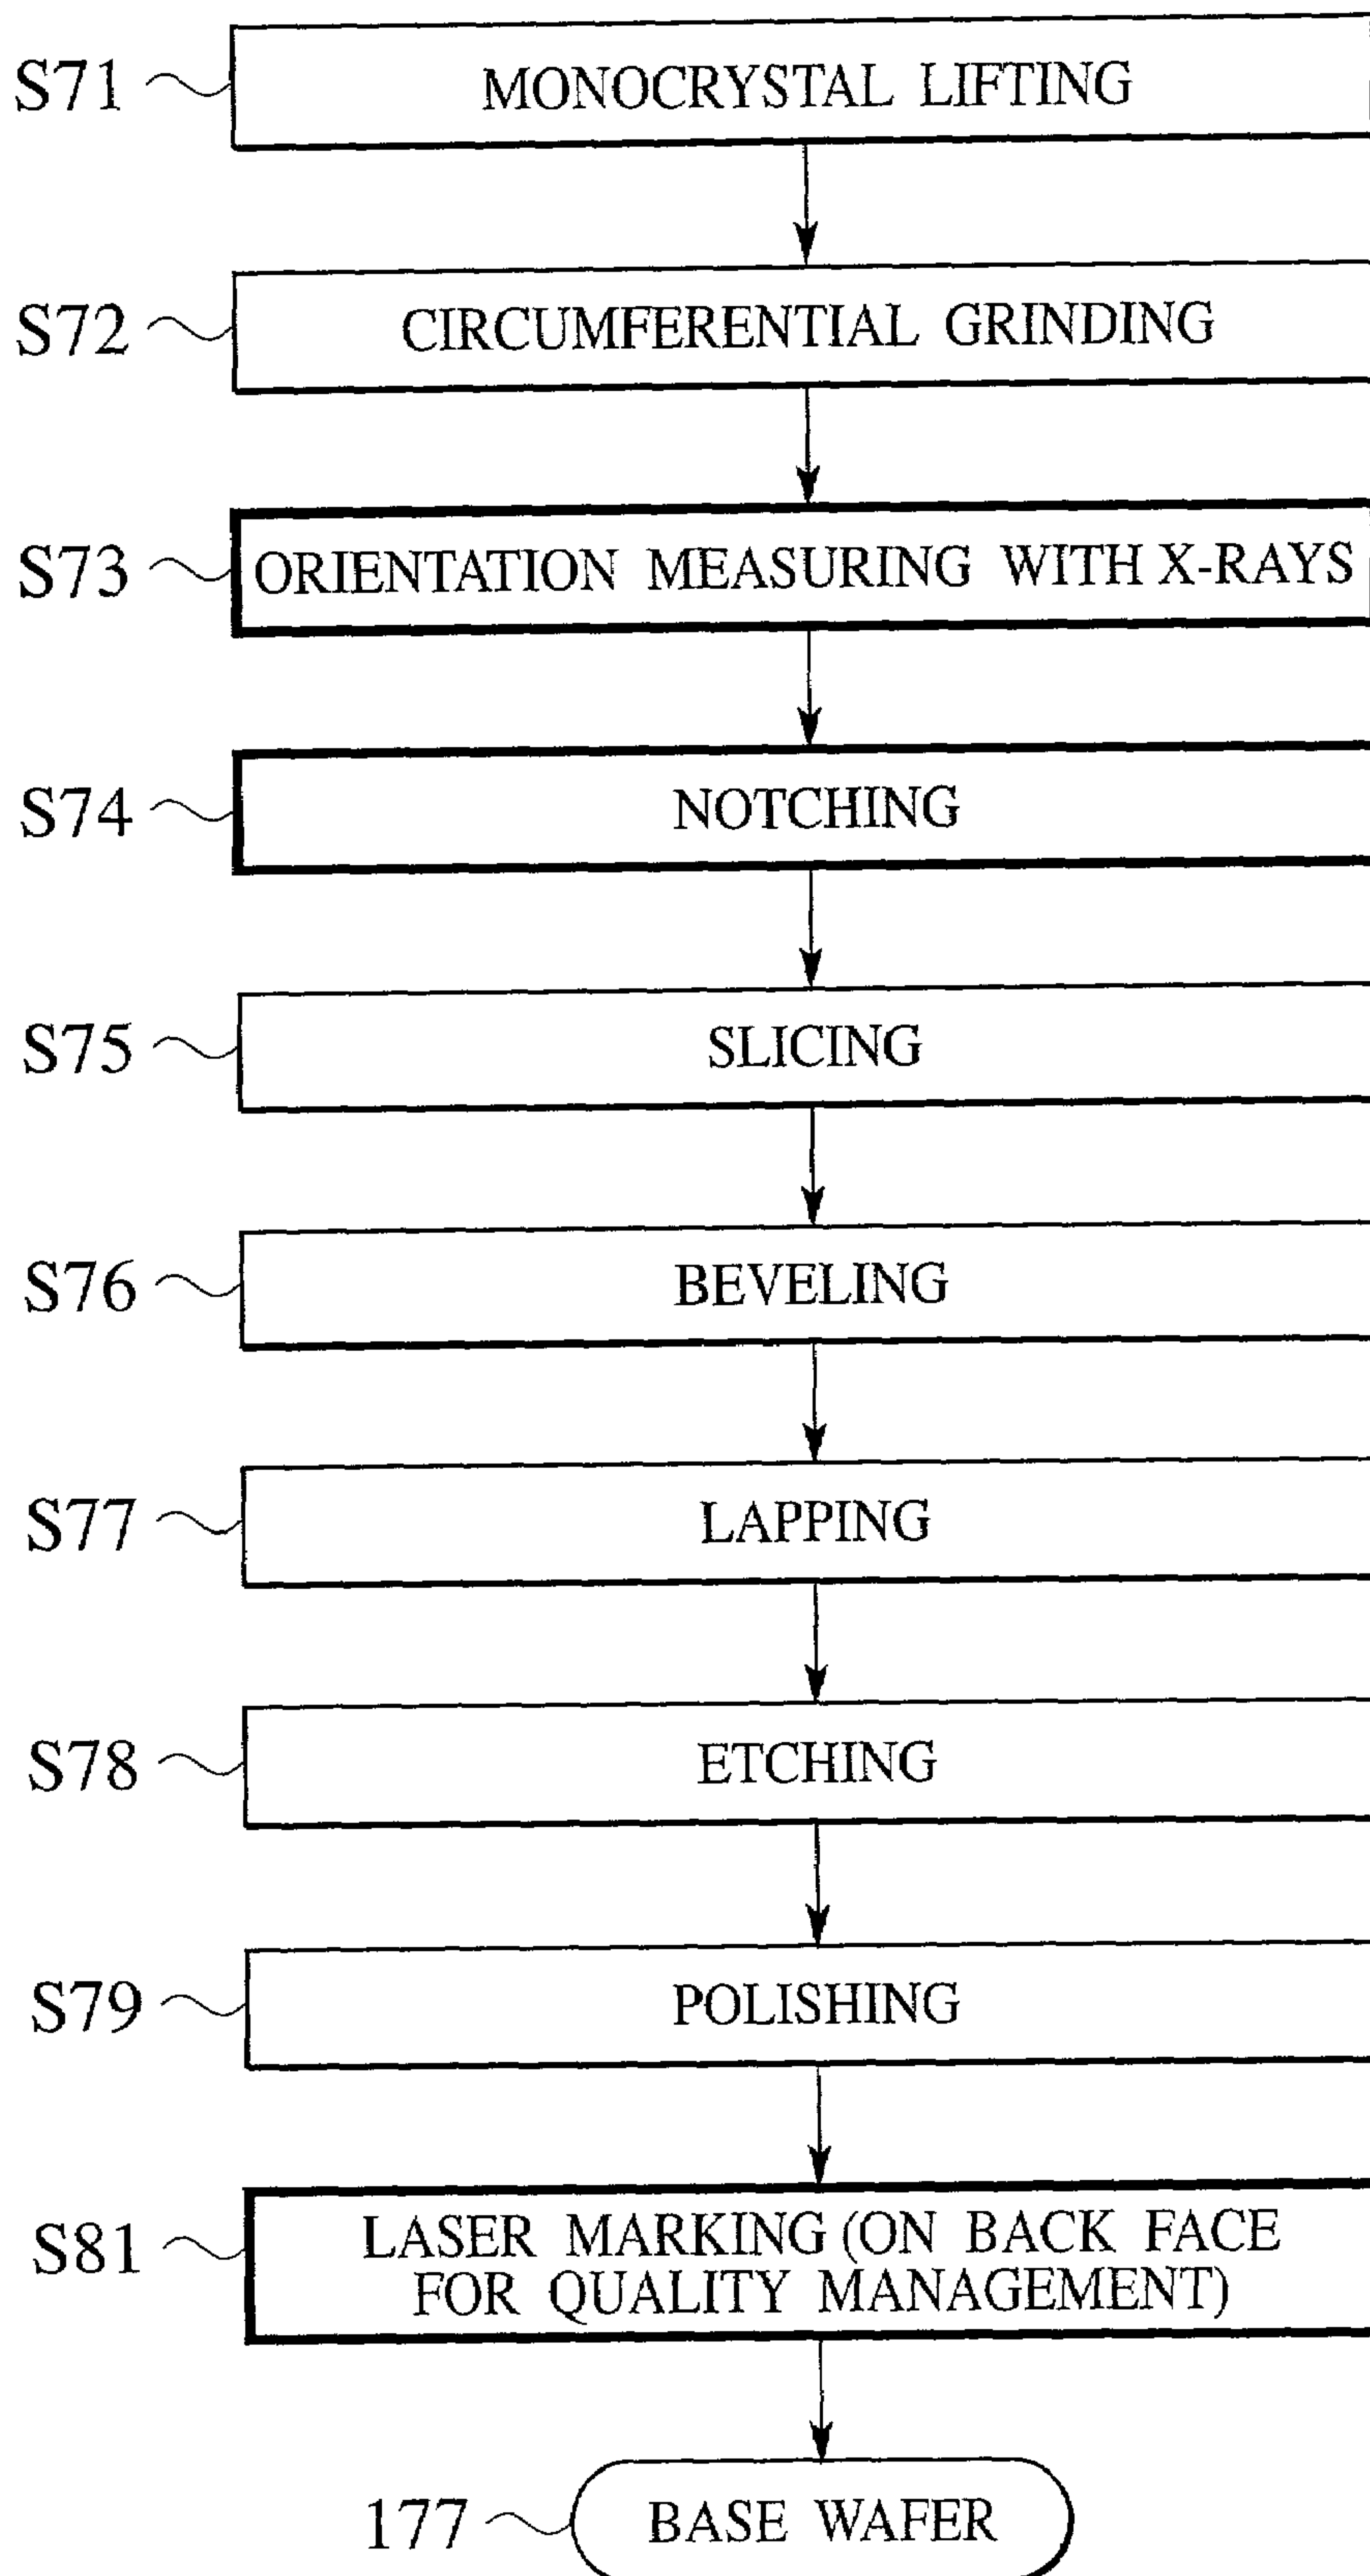 S71 MONOCRYSTAL LIFTING
S72 CIRCUMFERENTIAL GRINDING
S73 ORIENTATION MEASURING WITH X-RAYS
S74 NOTCHING
S75 SLICING
S76 BEVELING
S77 LAPPING
S78 ETCHING
S79 POLISHING
S81 LASER MARKING (ON BACK FACE
FOR QUALITY MANAGEMENT)
177 BASE WAFER